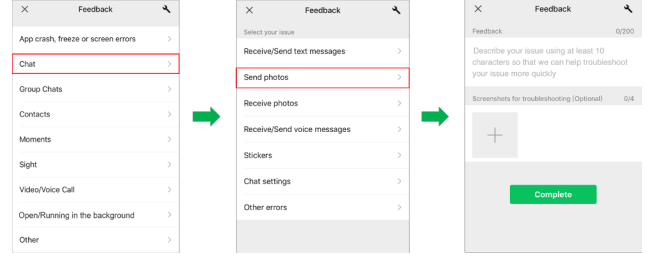 Feedback
App crash, freeze or screen errors
Chat
Group Chats
Contacts
Moments
Sight
Video/Voice Call
Open/Running in the background
Other
Feedback
Select your issue
Receive/Send text messages
Send photos
Receive photos
Receive/Send voice messages
Stickers
Chat settings
Other errors
Feedback
Feedback 0/200
Describe your issue using at least 10
characters so that we can help troubleshoot
your issue more quickly
Screenshots for troubleshooting (Optional) 0/4
Complete